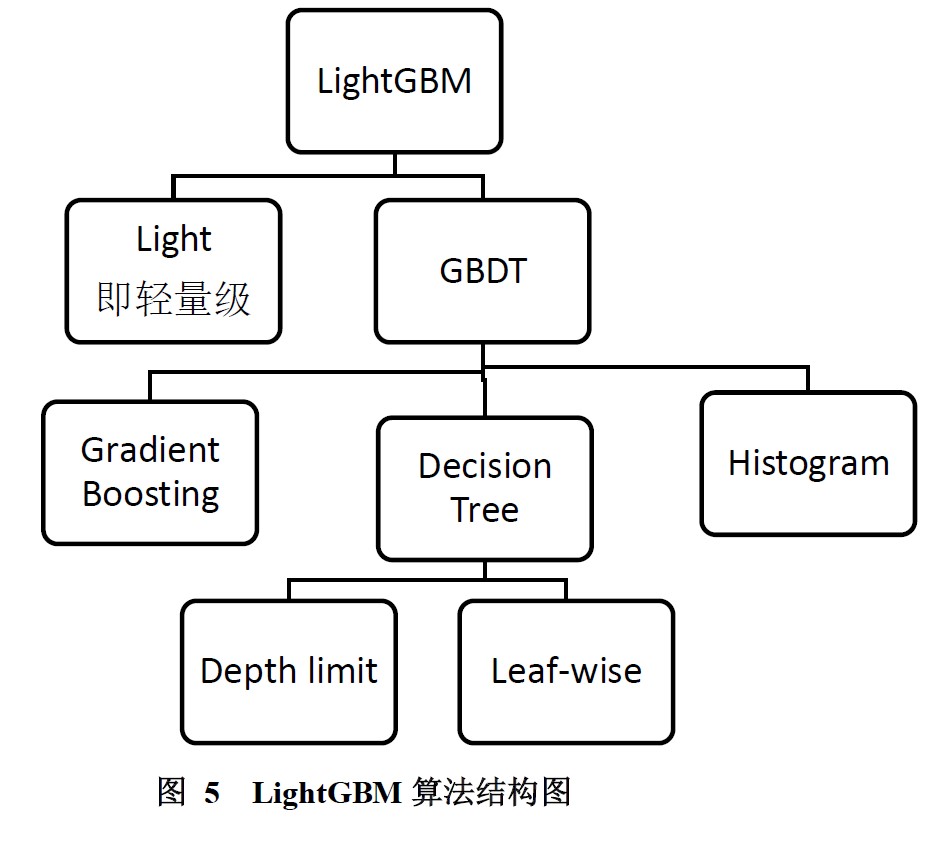 LightGBM
Light
即轻量级
GBDT
Gradient
Boosting
Decision
Tree
Histogram
Depth limit
Leaf-wise
图 5 LightGBM 算法结构图